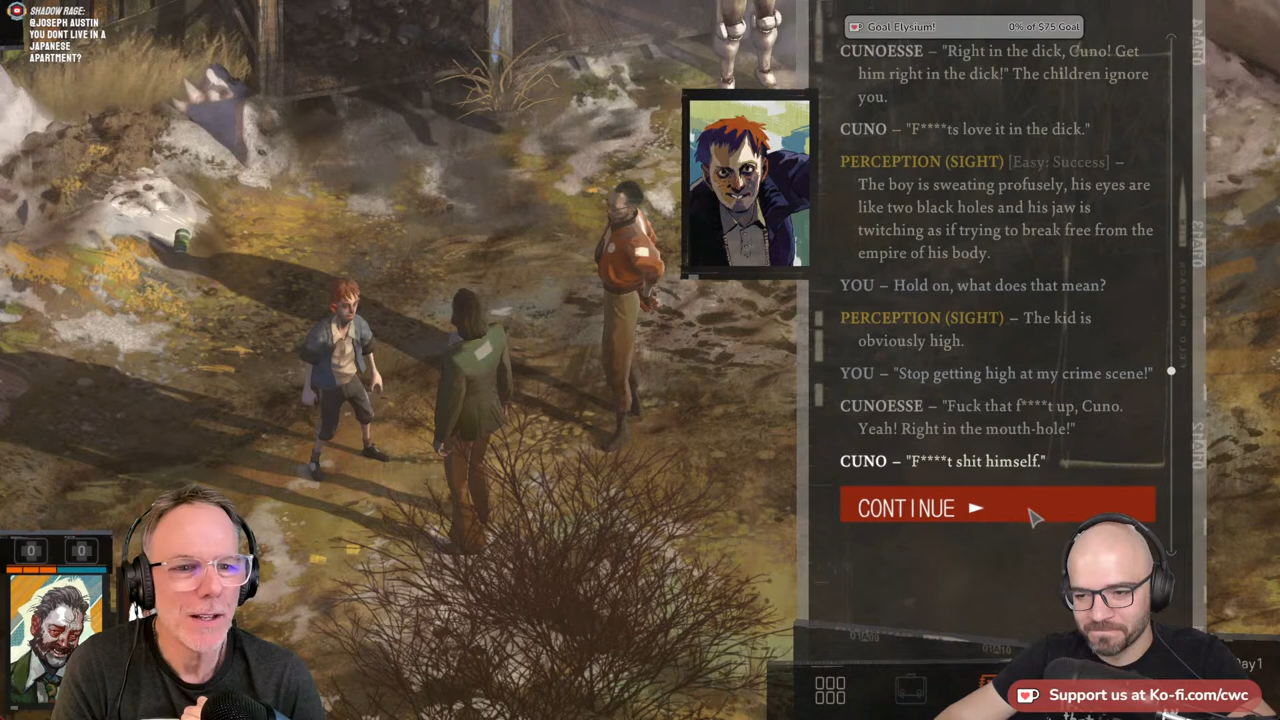 SHADOW RAGE:
@JOSEPH AUSTIN
YOU DONT LIVE IN A
JAPANESE
APARTMENT?
Goal Elysium! 0% of $75 Goal
CUNOESSE – "Right in the dick, Cuno! Get
him right in the dick!" The children ignore
you.
CUNO – "F****ts love it in the dick."
PERCEPTION (SIGHT) [Easy: Success] –
The boy is sweating profusely, his eyes are
like two black holes and his jaw is
twitching as if trying to break free from the
empire of his body.
YOU – Hold on, what does that mean?
PERCEPTION (SIGHT) – The kid is
obviously high.
YOU – "Stop getting high at my crime scene!"
CUNOESSE – "Fuck that f****t up, Cuno.
Yeah! Right in the mouth-hole!"
CUNO – "F****t shit himself."
CONTINUE ►
0 0
Support us at Ko-fi.com/cwc